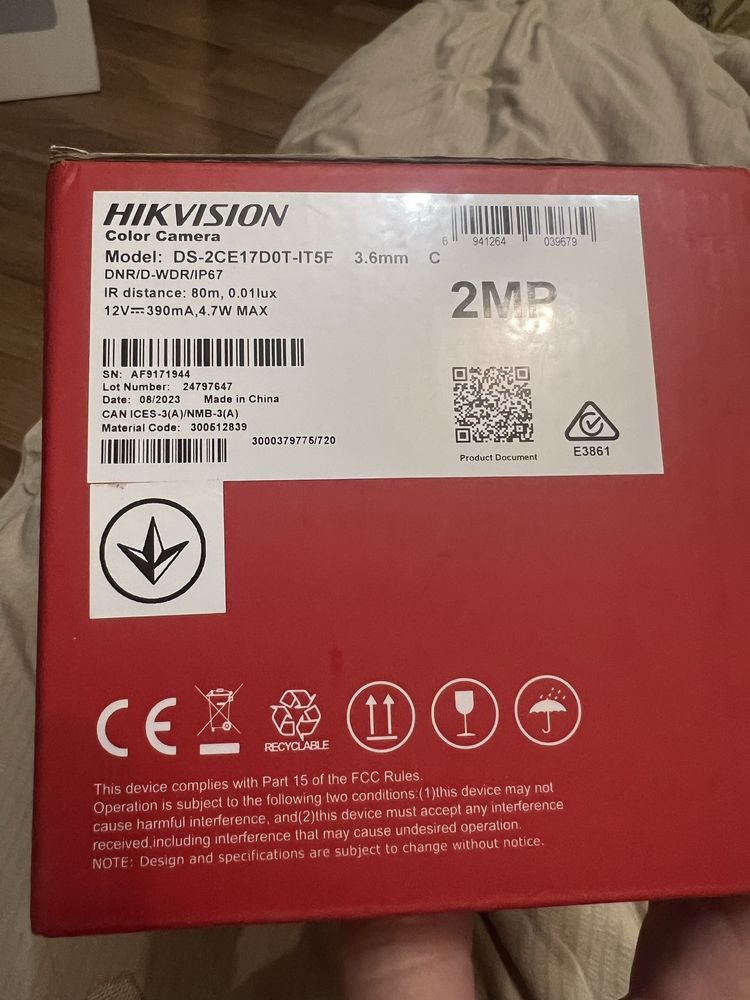 HIKVISION
Color Camera
Model: DS-2CE17D0T-IT5F 3.6mm C
DNR/D-WDR/IP67
IR distance: 80m, 0.01lux
12V⎓390mA,4.7W MAX
6 941264 039679
2MP
SN: AF9171944
Lot Number: 24797647
Date: 08/2023 Made in China
CAN ICES-3(A)/NMB-3(A)
Material Code: 300512839
3000379775/720
Product Document
E3861
CE
RECYCLABLE
This device complies with Part 15 of the FCC Rules.
Operation is subject to the following two conditions:(1)this device may not
cause harmful interference, and(2)this device must accept any interference
received,including interference that may cause undesired operation.
NOTE: Design and specifications are subject to change without notice.